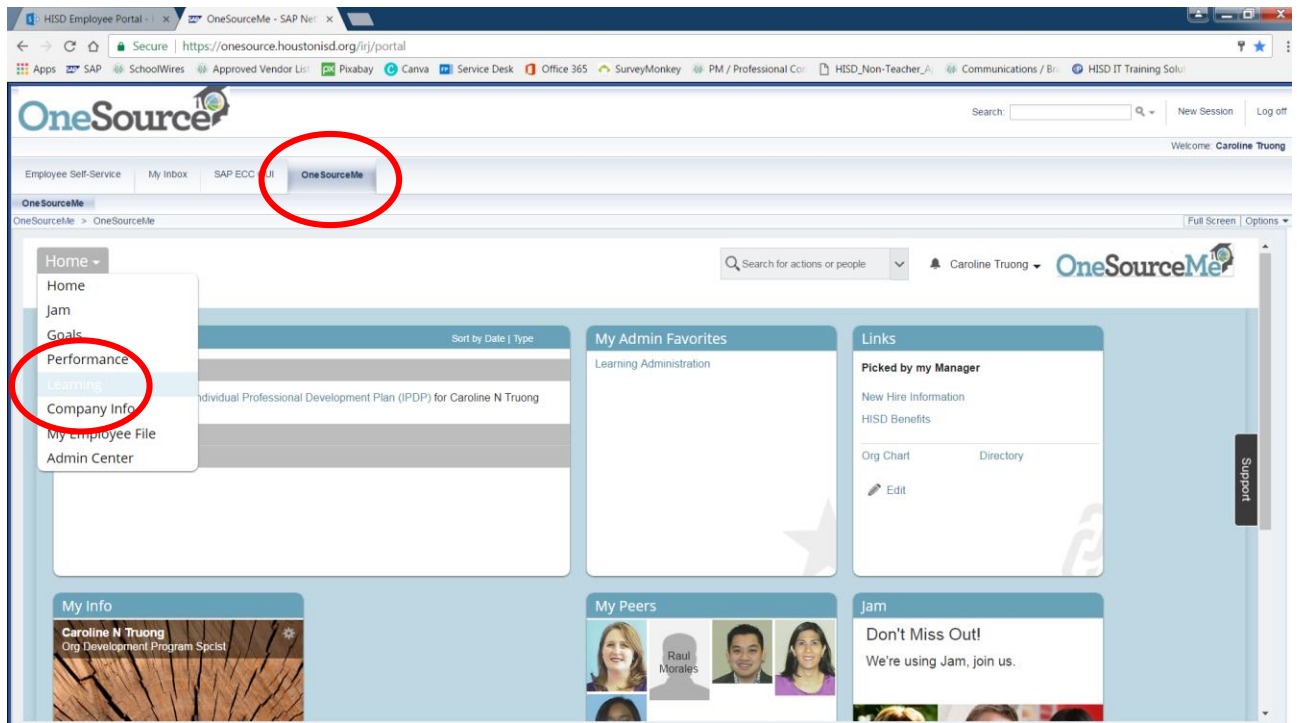 HISD Employee Portal - 
OneSourceMe - SAP Net
Secure | https://onesource.houstonisd.org/irj/portal
Apps SAP SchoolWires Approved Vendor List Pixabay Canva Service Desk Office 365 SurveyMonkey PM / Professional Co HISD_Non-Teacher_A Communications / Br HISD IT Training Solu
OneSource
Search: New Session Log off
Welcome: Caroline Truong
Employee Self-Service My Inbox SAP ECC OneSourceMe
OneSourceMe
OneSourceMe > OneSourceMe Full Screen Options
Home
Search for actions or people Caroline Truong OneSourceMe
Home
Jam
Goals
Performance
Learning
Company Info
My Employee File
Admin Center
Sort by Date | Type
ndividual Professional Development Plan (IPDP) for Caroline N Truong
My Admin Favorites
Learning Administration
Links
Picked by my Manager
New Hire Information
HISD Benefits
Org Chart Directory
Edit
Support
My Info
Caroline N Truong
Org Development Program Spclst
My Peers
Raul
Morales
Jam
Don't Miss Out!
We're using Jam, join us.